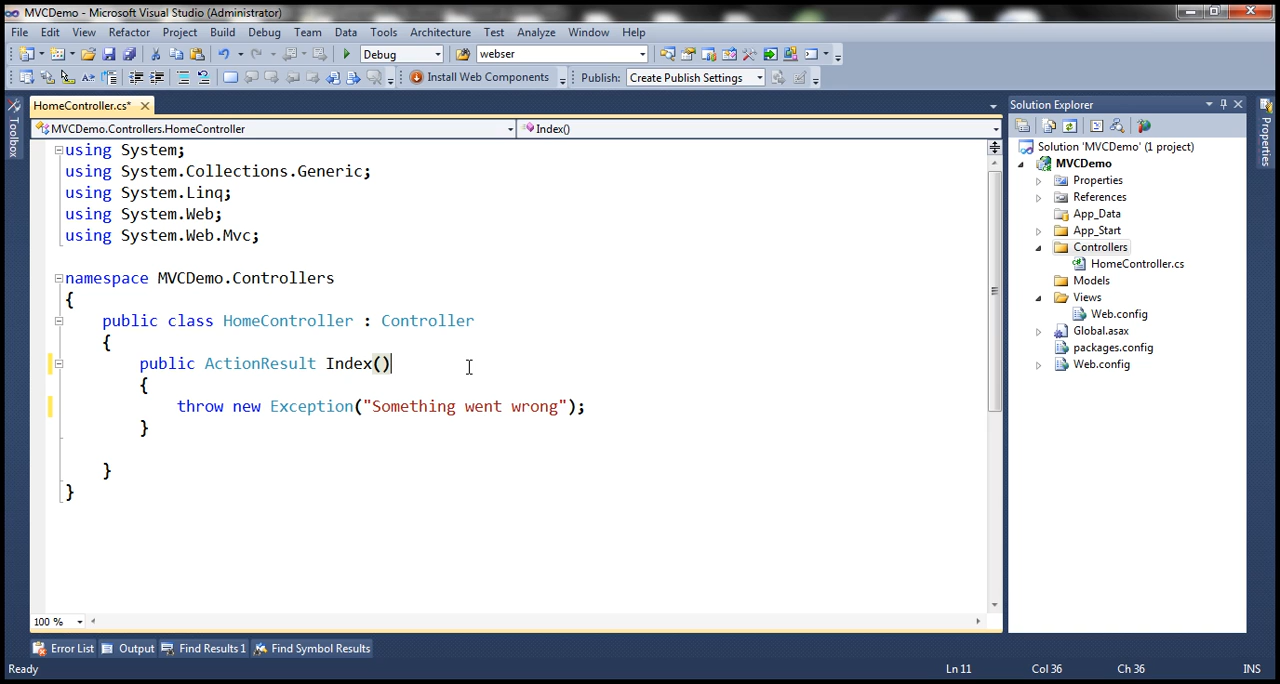 MVCDemo - Microsoft Visual Studio (Administrator)
File Edit View Refactor Project Build Debug Team Data Tools Architecture Test Analyze Window Help
Debug webser
Install Web Components Publish: Create Publish Settings
HomeController.cs*
MVCDemo.Controllers.HomeController Index()
using System;
using System.Collections.Generic;
using System.Linq;
using System.Web;
using System.Web.Mvc;
namespace MVCDemo.Controllers
{
public class HomeController : Controller
{
public ActionResult Index()
{
throw new Exception("Something went wrong");
}
}
}
100 %
Toolbox
Solution Explorer
Solution 'MVCDemo' (1 project)
MVCDemo
Properties
References
App_Data
App_Start
Controllers
HomeController.cs
Models
Views
Web.config
Global.asax
packages.config
Web.config
Properties
Error List Output Find Results 1 Find Symbol Results
Ready Ln 11 Col 36 Ch 36 INS